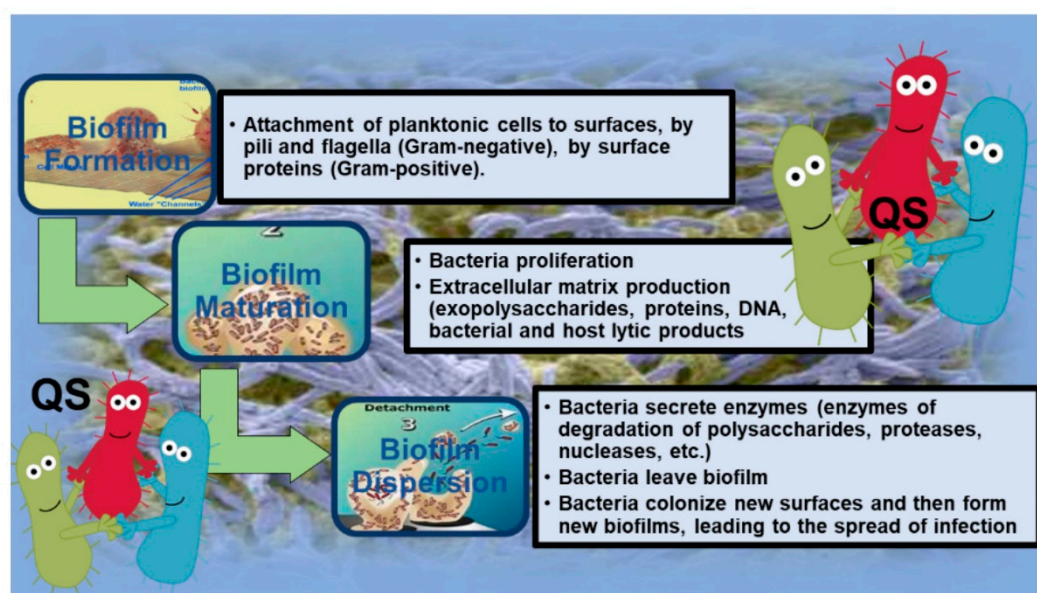 Biofilm
Formation
biofilm
Water "Channels
• Attachment of planktonic cells to surfaces, by
pili and flagella (Gram-negative), by surface
proteins (Gram-positive).
QS
2
Biofilm
Maturation
• Bacteria proliferation
• Extracellular matrix production
(exopolysaccharides, proteins, DNA,
bacterial and host lytic products
QS
Detachment
3
Biofilm
Dispersion
• Bacteria secrete enzymes (enzymes of
degradation of polysaccharides, proteases,
nucleases, etc.)
• Bacteria leave biofilm
• Bacteria colonize new surfaces and then form
new biofilms, leading to the spread of infection